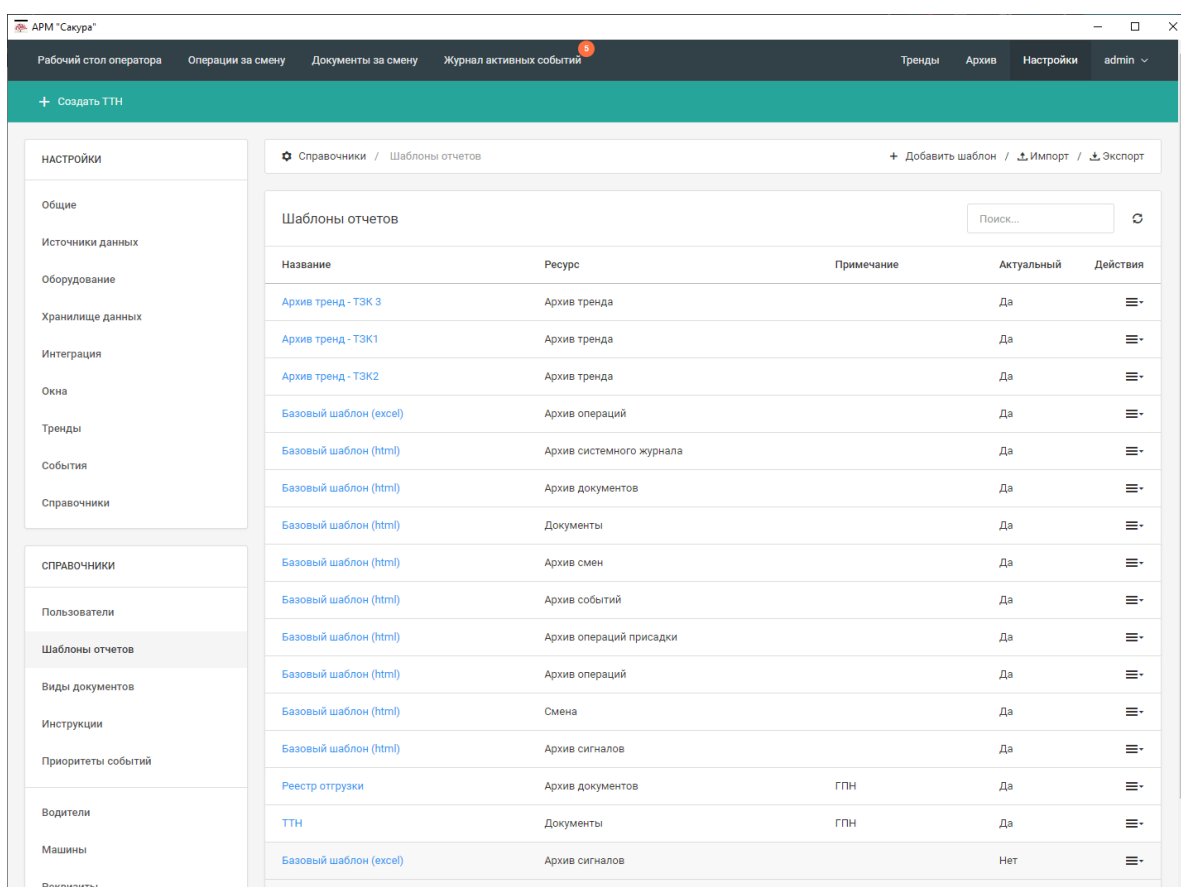 АРМ "Сакура"
Рабочий стол оператора Операции за смену Документы за смену Журнал активных событий 5 Тренды Архив Настройки admin
+ Создать ТТН
НАСТРОЙКИ
Общие
Источники данных
Оборудование
Хранилище данных
Интеграция
Окна
Тренды
События
Справочники
СПРАВОЧНИКИ
Пользователи
Шаблоны отчетов
Виды документов
Инструкции
Приоритеты событий
Водители
Машины
Реквизиты
Справочники / Шаблоны отчетов + Добавить шаблон / Импорт / Экспорт
Шаблоны отчетов Поиск...
Название Ресурс Примечание Актуальный Действия
Архив тренд - ТЗК 3 Архив тренда Да
Архив тренд - ТЗК1 Архив тренда Да
Архив тренд - ТЗК2 Архив тренда Да
Базовый шаблон (excel) Архив операций Да
Базовый шаблон (html) Архив системного журнала Да
Базовый шаблон (html) Архив документов Да
Базовый шаблон (html) Документы Да
Базовый шаблон (html) Архив смен Да
Базовый шаблон (html) Архив событий Да
Базовый шаблон (html) Архив операций присадки Да
Базовый шаблон (html) Архив операций Да
Базовый шаблон (html) Смена Да
Базовый шаблон (html) Архив сигналов Да
Реестр отгрузки Архив документов ГПН Да
ТТН Документы ГПН Да
Базовый шаблон (excel) Архив сигналов Нет